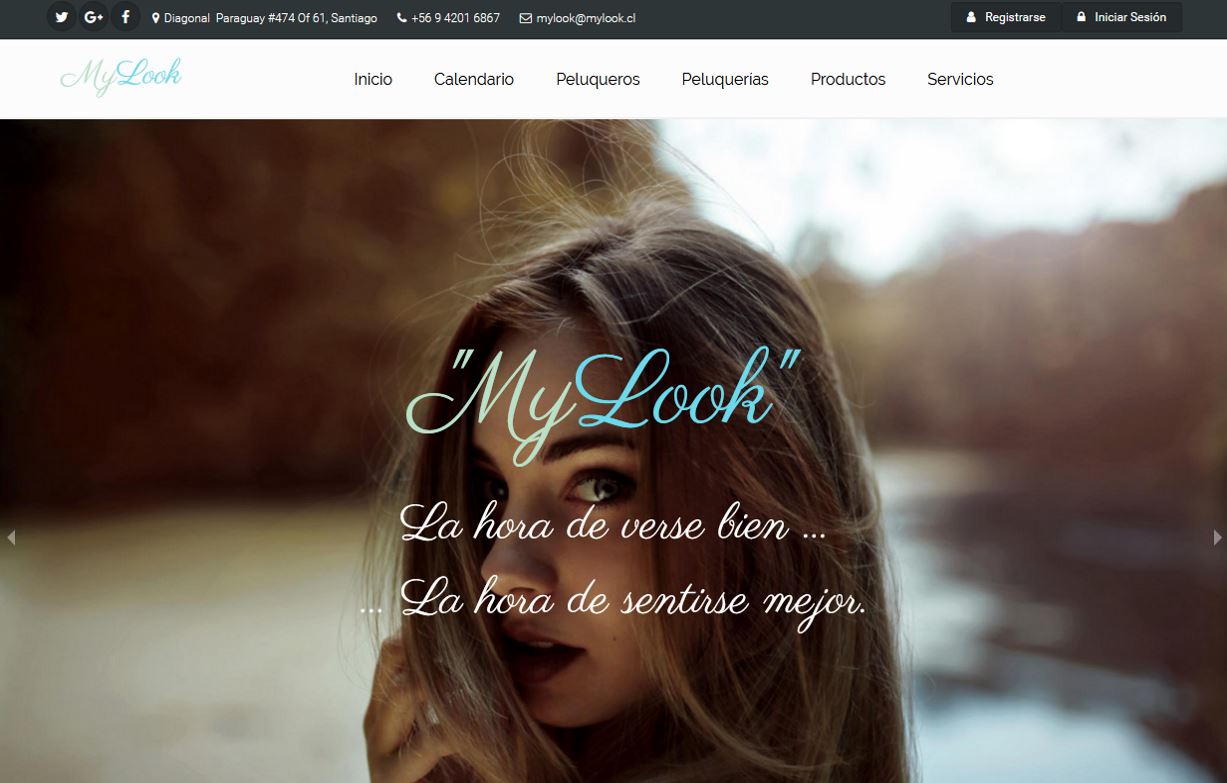 Diagonal Paraguay #474 Of 61, Santiago +56 9 4201 6867 mylook@mylook.cl Registrarse Iniciar Sesión
MyLook Inicio Calendario Peluqueros Peluquerías Productos Servicios
"MyLook"
La hora de verse bien ...
... La hora de sentirse mejor.